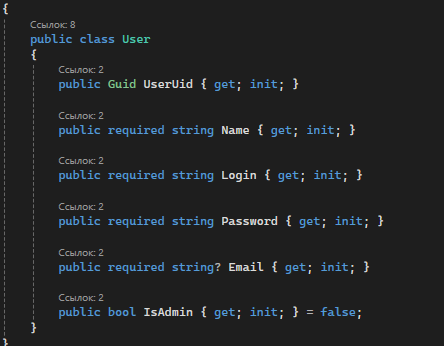 {
Ссылок: 8
public class User
{
Ссылок: 2
public Guid UserUid { get; init; }
Ссылок: 2
public required string Name { get; init; }
Ссылок: 2
public required string Login { get; init; }
Ссылок: 2
public required string Password { get; init; }
Ссылок: 2
public required string? Email { get; init; }
Ссылок: 2
public bool IsAdmin { get; init; } = false;
}
}